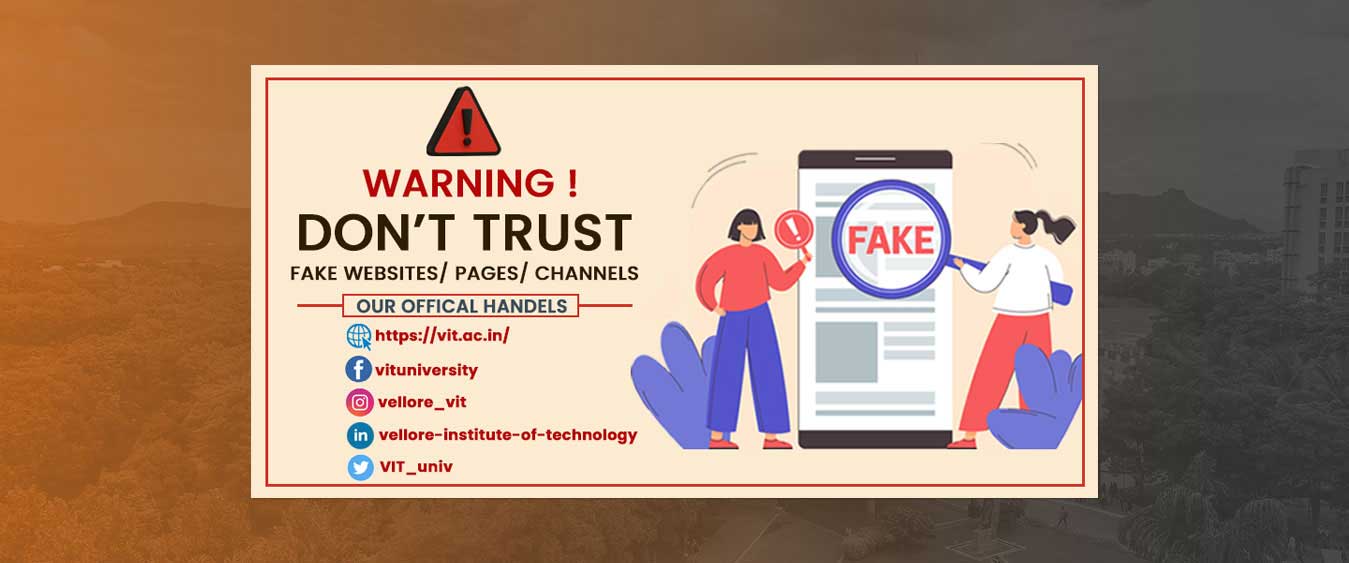 WARNING !
DON'T TRUST
FAKE WEBSITES/ PAGES/ CHANNELS
OUR OFFICAL HANDELS
https://vit.ac.in/
vituniversity
vellore_vit
vellore-institute-of-technology
VIT_univ
!
FAKE